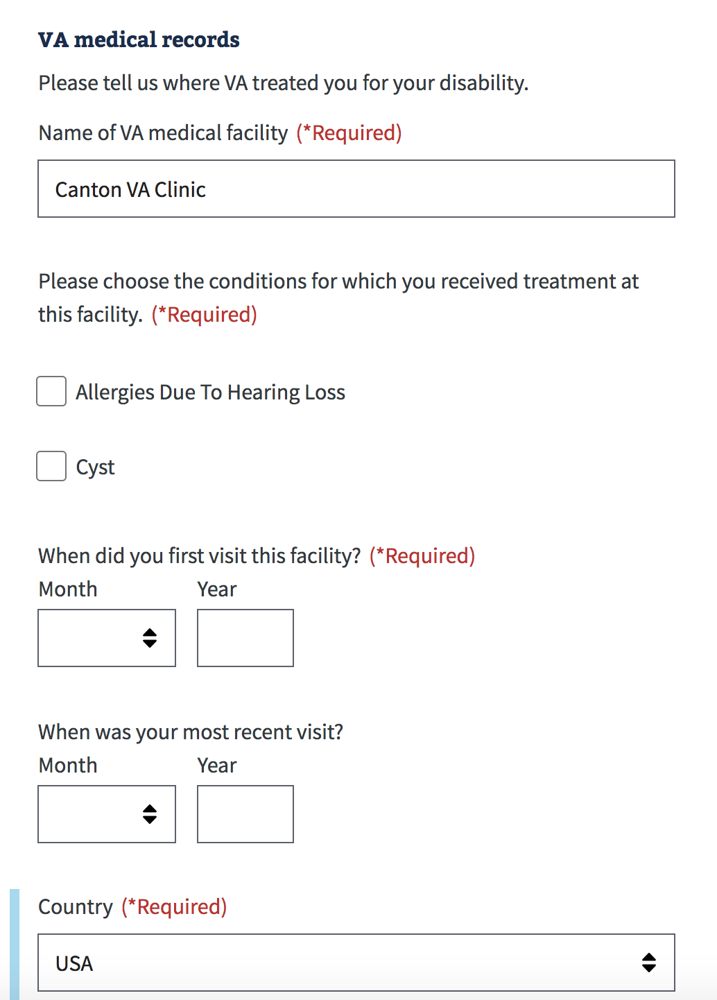 VA medical records
Please tell us where VA treated you for your disability.
Name of VA medical facility (*Required)
Canton VA Clinic
Please choose the conditions for which you received treatment at
this facility. (*Required)
Allergies Due To Hearing Loss
Cyst
When did you first visit this facility? (*Required)
Month Year
When was your most recent visit?
Month Year
Country (*Required)
USA